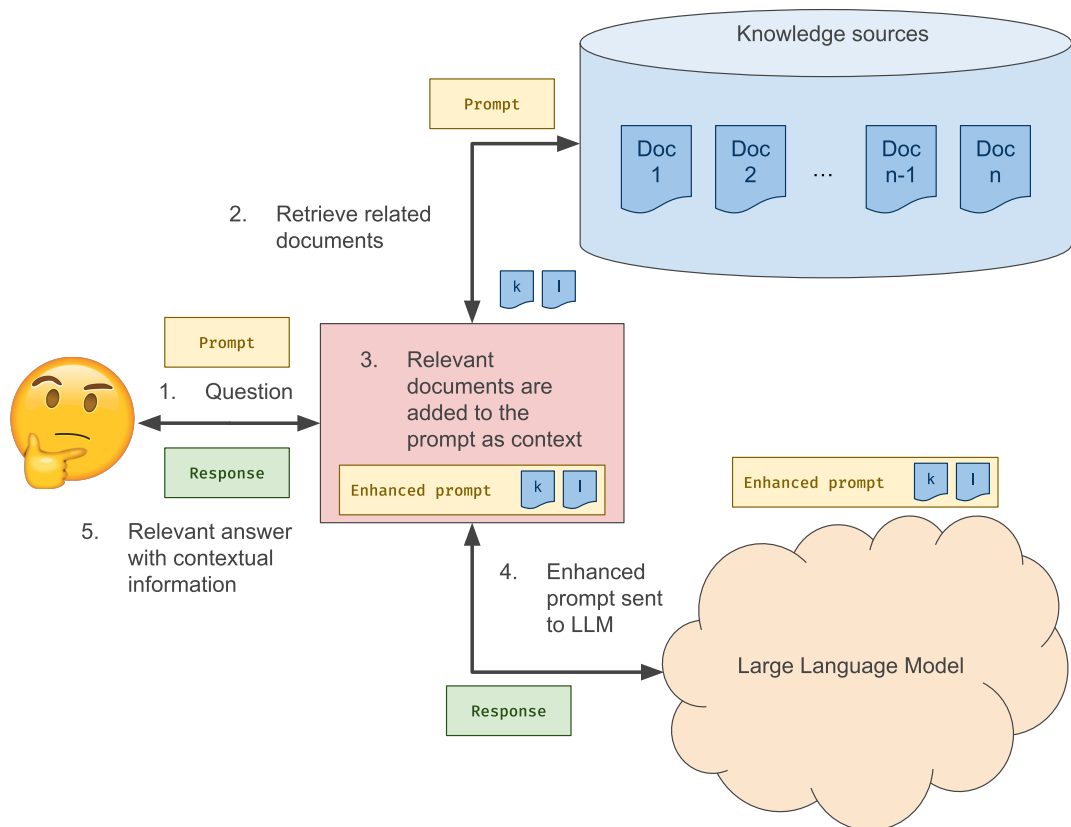 Knowledge sources
Prompt
Doc
1
Doc
2
...
Doc
n-1
Doc
n
2. Retrieve related
documents
k
l
Prompt
1. Question
Response
5. Relevant answer
with contextual
information
3. Relevant
documents are
added to the
prompt as context
Enhanced prompt
k
l
Enhanced prompt
k
l
4. Enhanced
prompt sent
to LLM
Large Language Model
Response